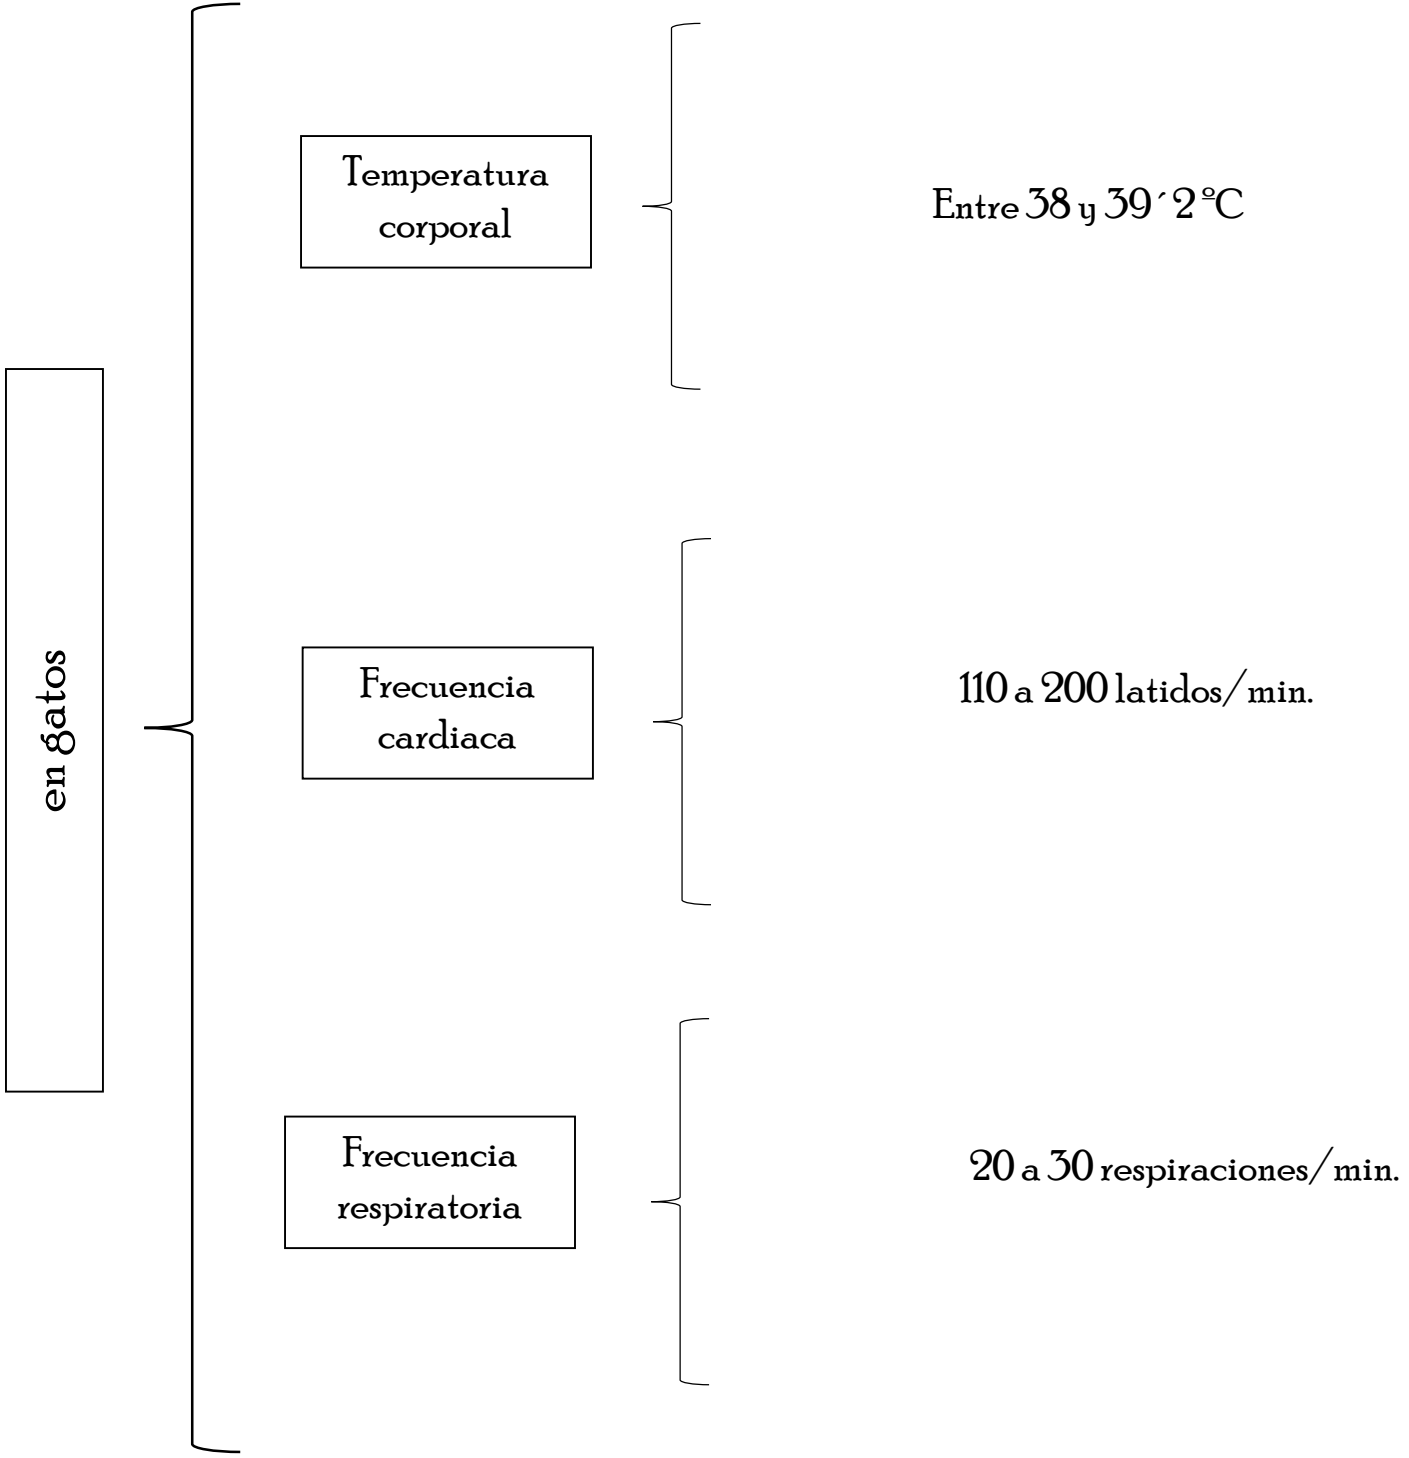 en gatos
Temperatura
corporal
Entre 38 y 39´2 ºC
Frecuencia
cardiaca
110 a 200 latidos/min.
Frecuencia
respiratoria
20 a 30 respiraciones/min.